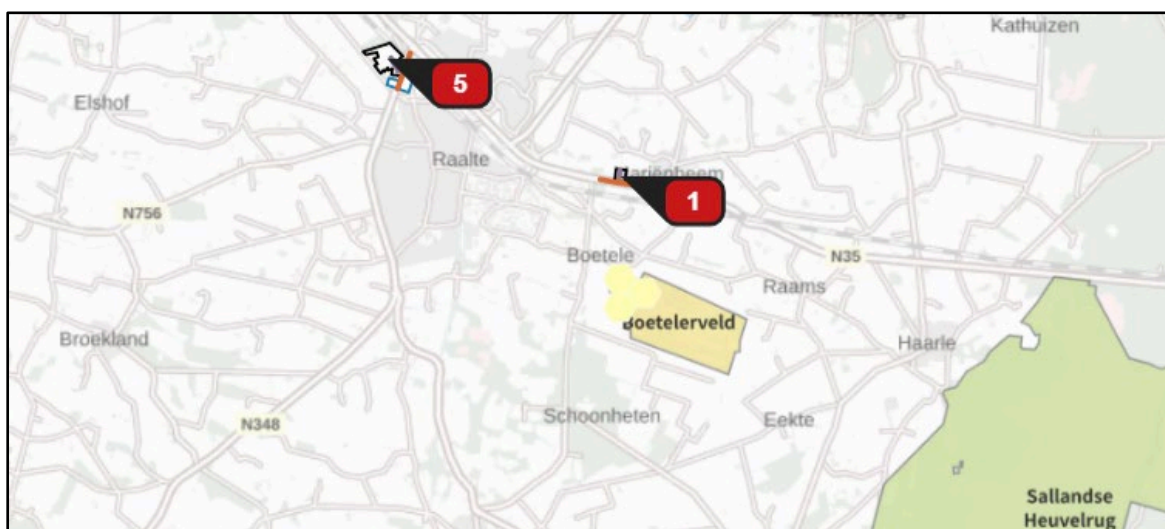 Kathuizen
5
Elshof
Raalte
1
N756
Boetele
N35
Raams
Boetelerveld
Broekland
Haarle
Schoonheten
Eekte
N348
Sallandse
Heuvelrug